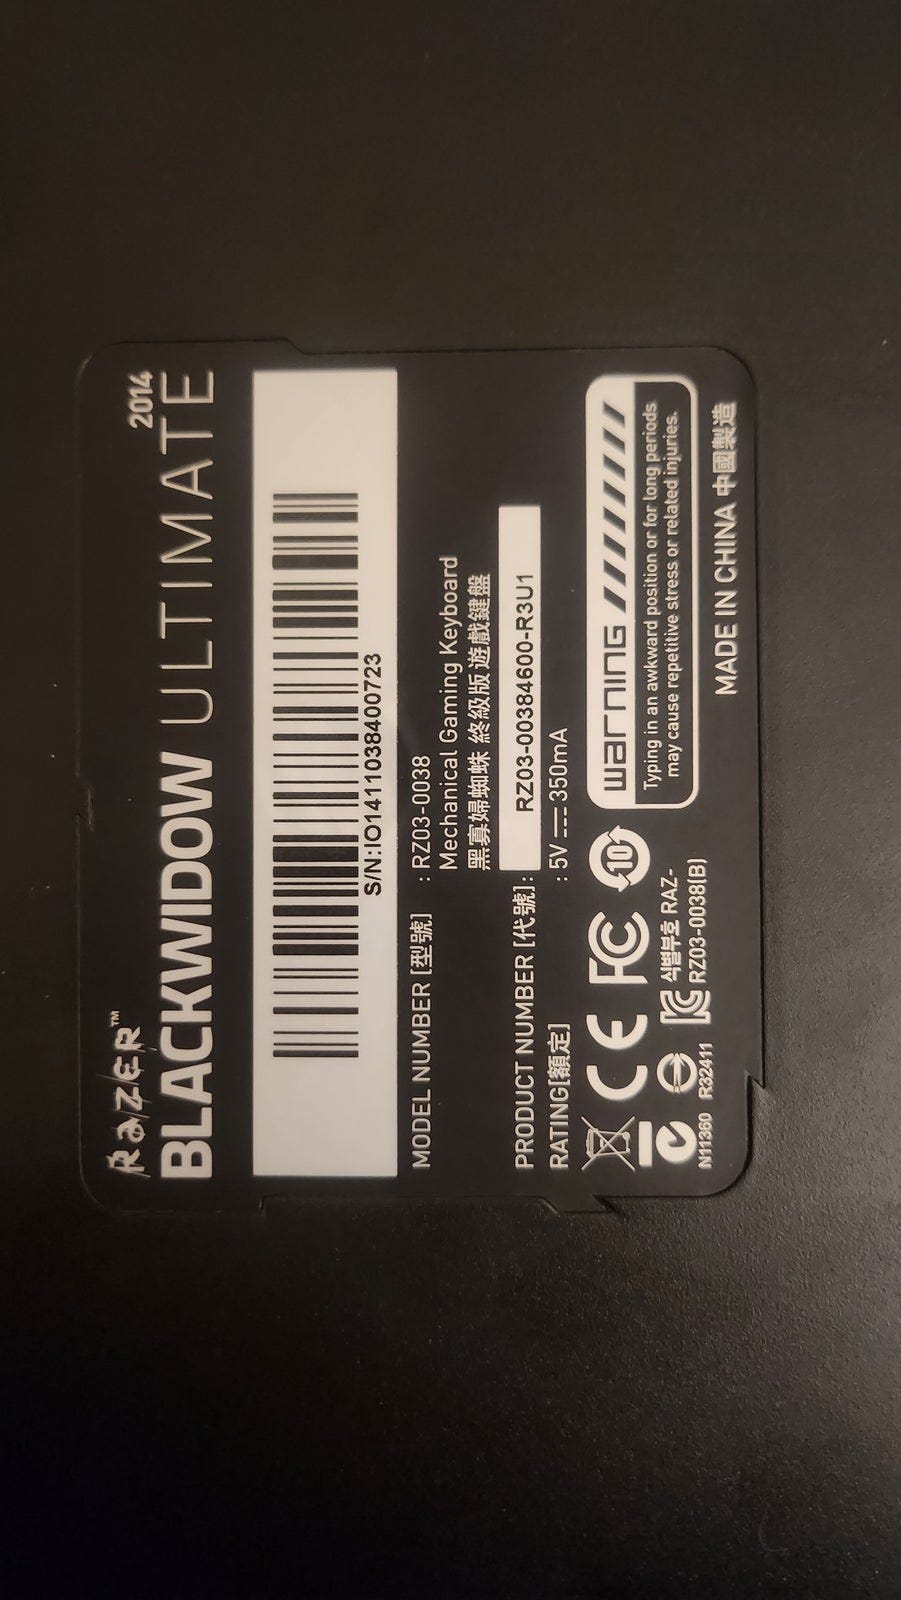 RAZER™
BLACKWIDOW ULTIMATE 2014
S/N:IO1411038400723
MODEL NUMBER [型號] : RZ03-0038
Mechanical Gaming Keyboard
黑寡婦蜘蛛 終級版 遊戲鍵盤
PRODUCT NUMBER [代號]: RZ03-00384600-R3U1
RATING[額定] : 5V ⎓ 350mA
CE FC 10
N11360 R32411
식별부호 RAZ-
RZ03-0038(B)
warning
Typing in an awkward position or for long periods
may cause repetitive stress or related injuries.
MADE IN CHINA 中國製造